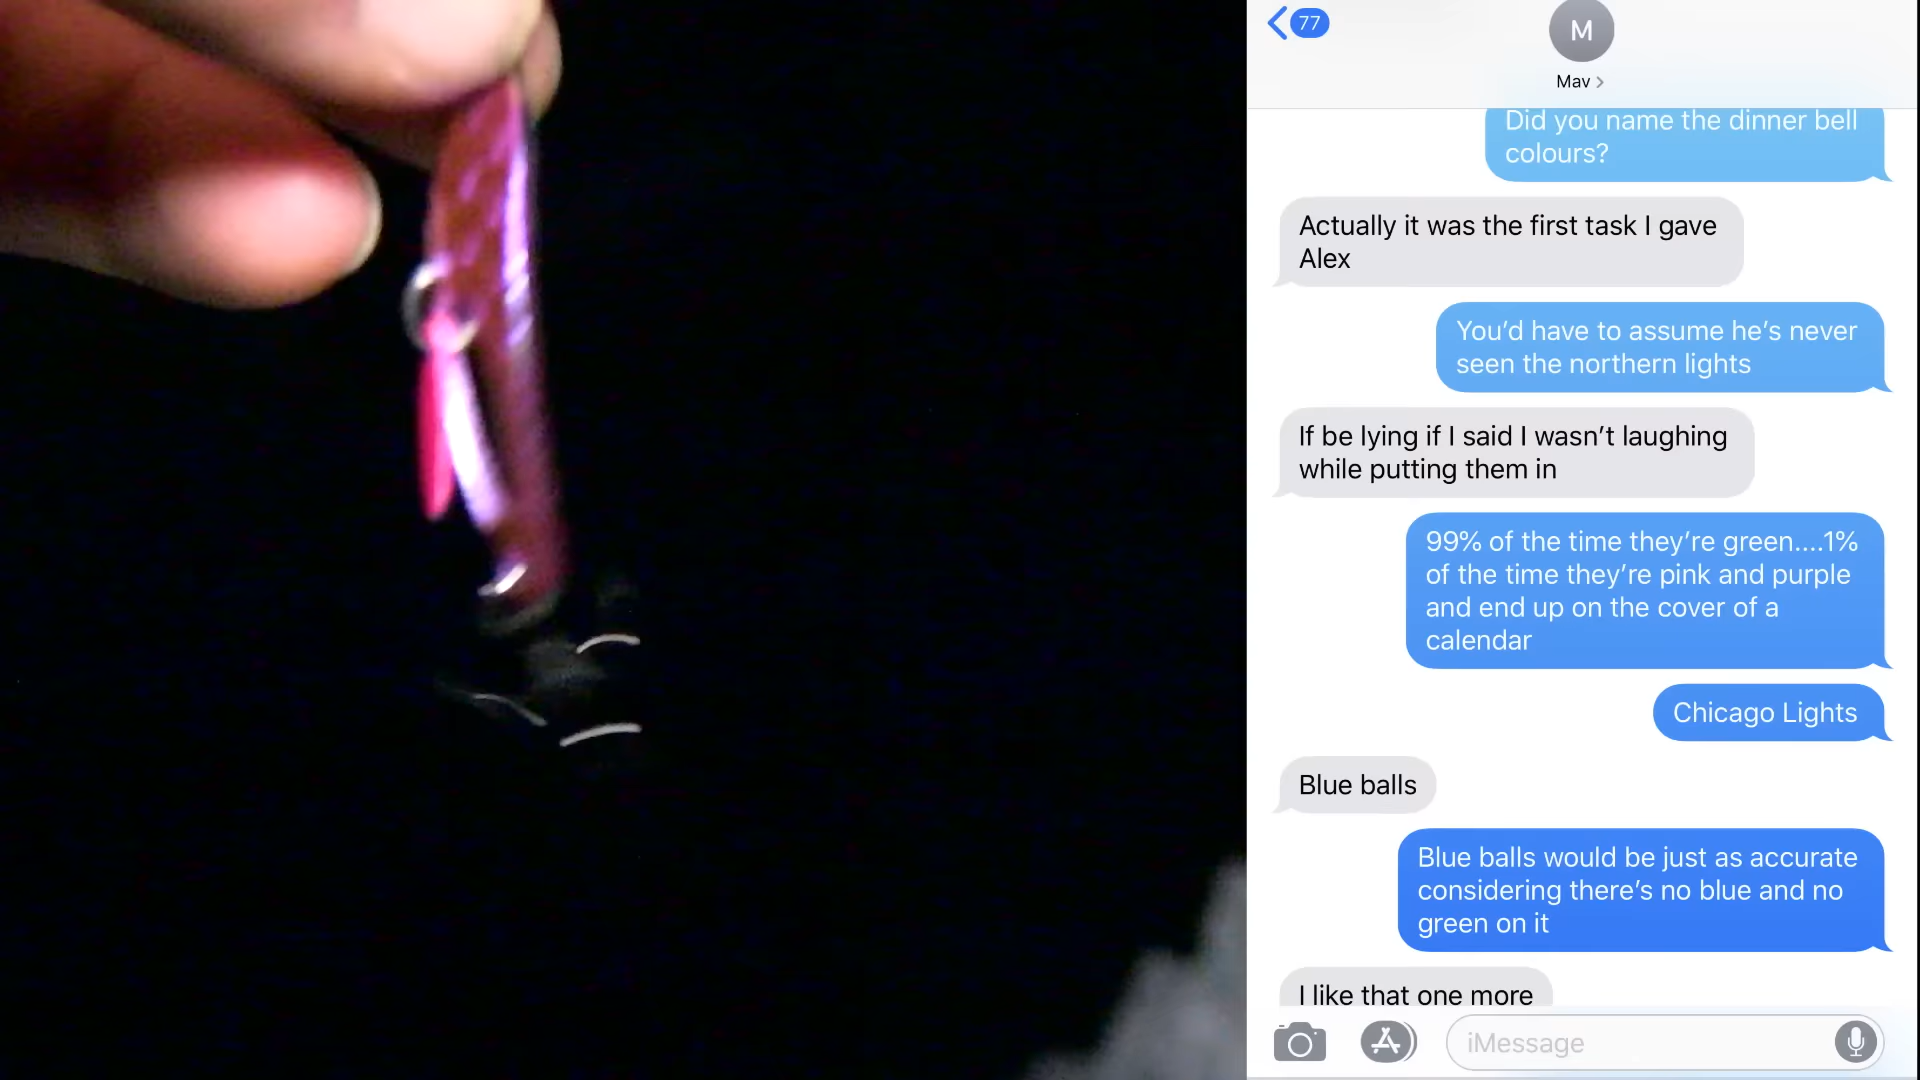 77
M
Mav >
Did you name the dinner bell
colours?
Actually it was the first task I gave
Alex
You'd have to assume he's never
seen the northern lights
If be lying if I said I wasn't laughing
while putting them in
99% of the time they're green....1%
of the time they're pink and purple
and end up on the cover of a
calendar
Chicago Lights
Blue balls
Blue balls would be just as accurate
considering there's no blue and no
green on it
I like that one more
iMessage